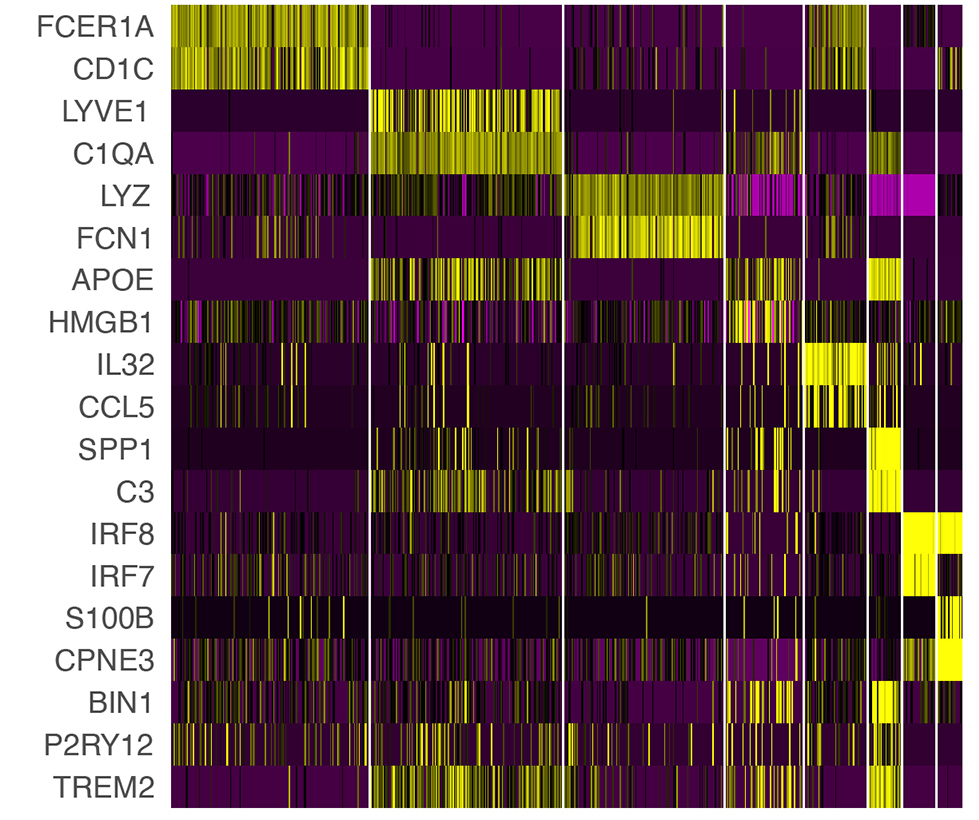 FCER1A
CD1C
LYVE1
C1QA
LYZ
FCN1
APOE
HMGB1
IL32
CCL5
SPP1
C3
IRF8
IRF7
S100B
CPNE3
BIN1
P2RY12
TREM2